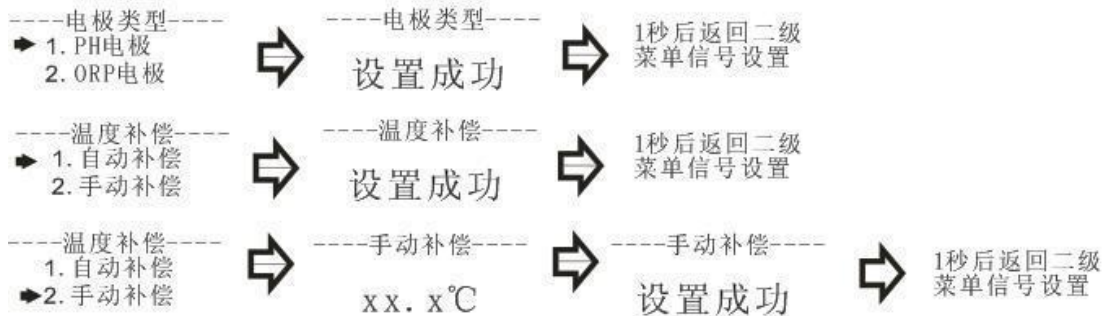 ----电极类型----
1. PH电极
2. ORP电极
----电极类型----
设置成功
1秒后返回二级
菜单信号设置
----温度补偿----
1. 自动补偿
2. 手动补偿
----温度补偿----
设置成功
1秒后返回二级
菜单信号设置
----温度补偿----
1. 自动补偿
2. 手动补偿
----手动补偿----
xx. x℃
----手动补偿----
设置成功
1秒后返回二级
菜单信号设置